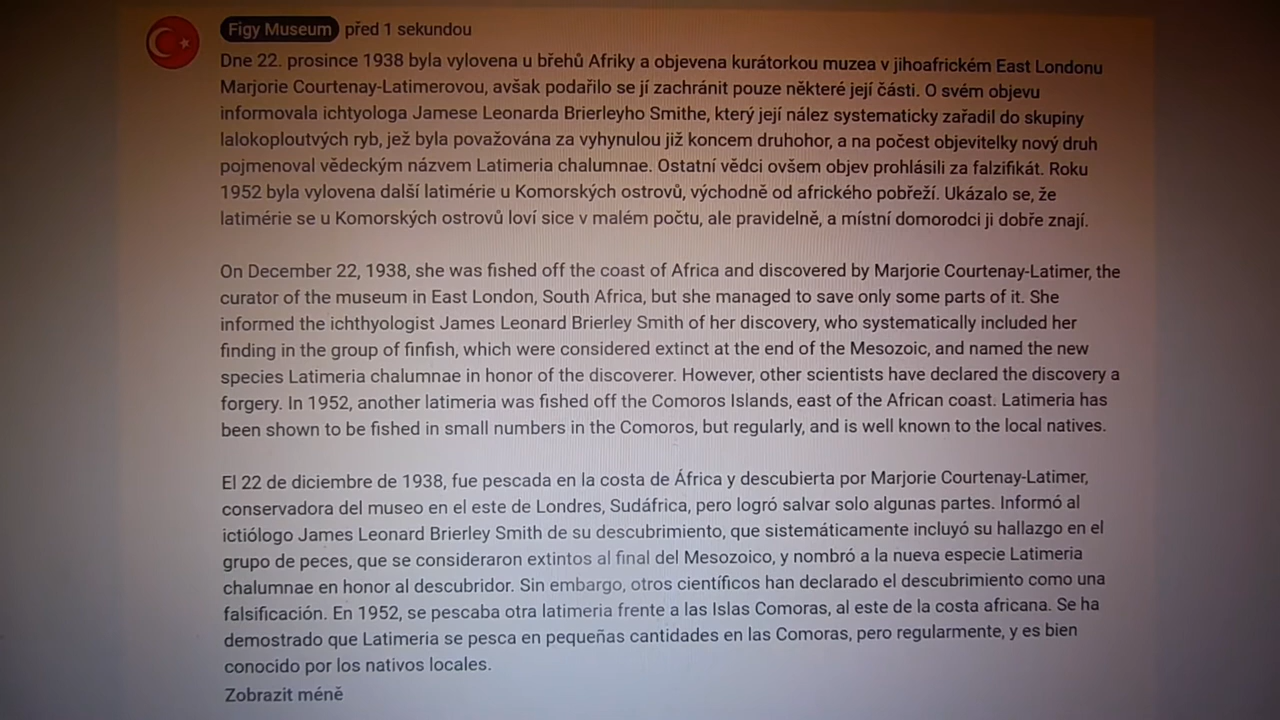 Figy Museum před 1 sekundou
Dne 22. prosince 1938 byla vylovena u břehů Afriky a objevena kurátorkou muzea v jihoafrickém East Londonu
Marjorie Courtenay-Latimerovou, avšak podařilo se jí zachránit pouze některé její části. O svém objevu
informovala ichtyologa Jamese Leonarda Brierleyho Smithe, který její nález systematicky zařadil do skupiny
lalokoploutvých ryb, jež byla považována za vyhynulou již koncem druhohor, a na počest objevitelky nový druh
pojmenoval vědeckým názvem Latimeria chalumnae. Ostatní vědci ovšem objev prohlásili za falzifikát. Roku
1952 byla vylovena další latimérie u Komorských ostrovů, východně od afrického pobřeží. Ukázalo se, že
latimérie se u Komorských ostrovů loví sice v malém počtu, ale pravidelně, a místní domorodci ji dobře znají.
On December 22, 1938, she was fished off the coast of Africa and discovered by Marjorie Courtenay-Latimer, the
curator of the museum in East London, South Africa, but she managed to save only some parts of it. She
informed the ichthyologist James Leonard Brierley Smith of her discovery, who systematically included her
finding in the group of finfish, which were considered extinct at the end of the Mesozoic, and named the new
species Latimeria chalumnae in honor of the discoverer. However, other scientists have declared the discovery a
forgery. In 1952, another latimeria was fished off the Comoros Islands, east of the African coast. Latimeria has
been shown to be fished in small numbers in the Comoros, but regularly, and is well known to the local natives.
El 22 de diciembre de 1938, fue pescada en la costa de África y descubierta por Marjorie Courtenay-Latimer,
conservadora del museo en el este de Londres, Sudáfrica, pero logró salvar solo algunas partes. Informó al
ictiólogo James Leonard Brierley Smith de su descubrimiento, que sistemáticamente incluyó su hallazgo en el
grupo de peces, que se consideraron extintos al final del Mesozoico, y nombró a la nueva especie Latimeria
chalumnae en honor al descubridor. Sin embargo, otros científicos han declarado el descubrimiento como una
falsificación. En 1952, se pescaba otra latimeria frente a las Islas Comoras, al este de la costa africana. Se ha
demostrado que Latimeria se pesca en pequeñas cantidades en las Comoras, pero regularmente, y es bien
conocido por los nativos locales.
Zobrazit méně